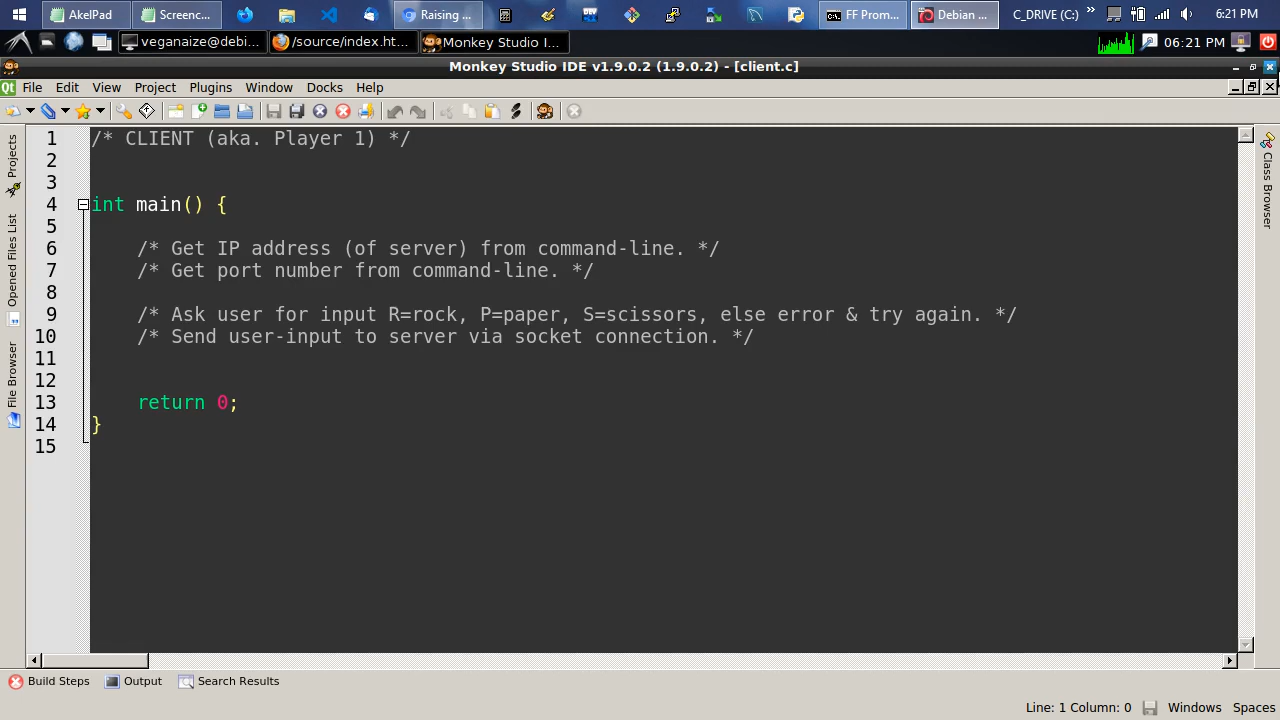 AkelPad
Screenc...
Raising ...
FF Prom...
Debian ...
C_DRIVE (C:)
6:21 PM
veganaize@debi...
/source/index.ht...
Monkey Studio I...
06:21 PM
Monkey Studio IDE v1.9.0.2 (1.9.0.2) - [client.c]
Qt File Edit View Project Plugins Window Docks Help
Projects
Opened Files List
File Browser
Class Browser
1 /* CLIENT (aka. Player 1) */
2
3
4 int main() {
5
6 /* Get IP address (of server) from command-line. */
7 /* Get port number from command-line. */
8
9 /* Ask user for input R=rock, P=paper, S=scissors, else error & try again. */
10 /* Send user-input to server via socket connection. */
11
12
13 return 0;
14 }
15
Build Steps Output Search Results
Line: 1 Column: 0 Windows Spaces